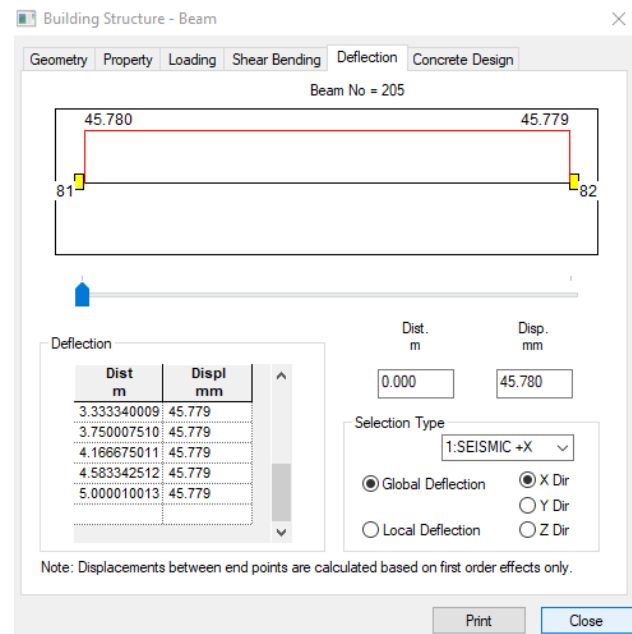 Building Structure - Beam
Geometry Property Loading Shear Bending Deflection Concrete Design
Beam No = 205
45.780 45.779
81 82
Dist. Disp.
m mm
0.000 45.780
Deflection
Dist Displ
m mm
3.333340009 45.779
3.750007510 45.779
4.166675011 45.779
4.583342512 45.779
5.000010013 45.779
Selection Type
1:SEISMIC +X
Global Deflection X Dir
Y Dir
Local Deflection Z Dir
Note: Displacements between end points are calculated based on first order effects only.
Print Close